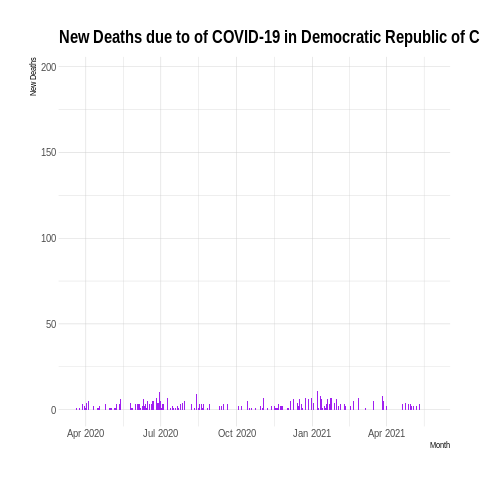 New Deaths due to of COVID-19 in Democratic Republic of C
New Deaths
200
150
100
50
0
Apr 2020 Jul 2020 Oct 2020 Jan 2021 Apr 2021
Month